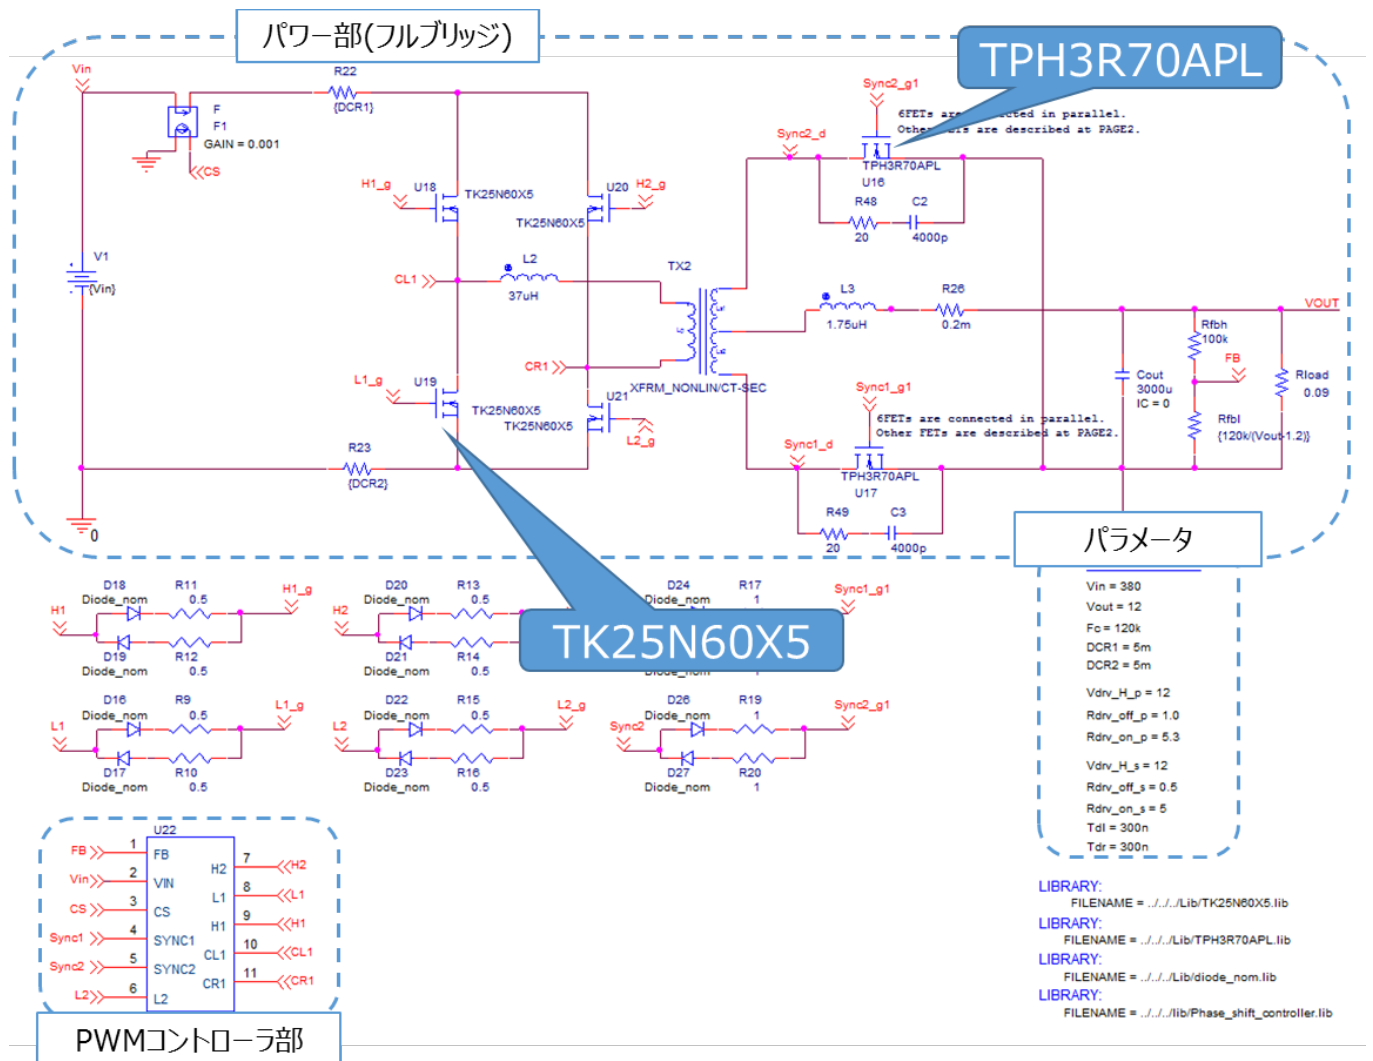 パワー部(フルブリッジ)
TPH3R70APL
Vin
R22
{DCR1}
F
F1
GAIN = 0.001
CS
Sync2_g1
6FETs are connected in parallel.
Other FETs are described at PAGE2.
Sync2_d
TPH3R70APL
U16
R48
20
C2
4000p
H1_g
U18
TK25N60X5
U20
H2_g
TK25N60X5
V1
{Vin}
CL1
L2
37uH
TX2
XFRM_NONLIN/CT-SEC
CR1
L3
1.75uH
R26
0.2m
VOUT
Rfbh
100k
FB
Cout
3000u
IC = 0
Rload
0.09
Rfbl
{120k/(Vout-1.2)}
L1_g
U19
TK25N60X5
U21
TK25N60X5
L2_g
R23
{DCR2}
0
Sync1_g1
6FETs are connected in parallel.
Other FETs are described at PAGE2.
Sync1_d
TPH3R70APL
U17
R49
20
C3
4000p
パラメータ
Vin = 380
Vout = 12
Fc = 120k
DCR1 = 5m
DCR2 = 5m
Vdrv_H_p = 12
Rdrv_off_p = 1.0
Rdrv_on_p = 5.3
Vdrv_H_s = 12
Rdrv_off_s = 0.5
Rdrv_on_s = 5
Tdl = 300n
Tdr = 300n
D18
Diode_nom
R11
0.5
H1_g
H1
D19
Diode_nom
R12
0.5
D20
Diode_nom
R13
0.5
H2
D21
Diode_nom
R14
0.5
D24
Diode_nom
R17
1
Sync1_g1
Diode_nom
1
TK25N60X5
D16
Diode_nom
R9
0.5
L1_g
L1
D17
Diode_nom
R10
0.5
D22
Diode_nom
R15
0.5
L2_g
L2
D23
Diode_nom
R16
0.5
D26
Diode_nom
R19
1
Sync2_g1
Sync2
D27
Diode_nom
R20
1
U22
FB 1 FB
Vin 2 VIN
CS 3 CS
Sync1 4 SYNC1
Sync2 5 SYNC2
L2 6 L2
H2 7 H2
L1 8 L1
H1 9 H1
CL1 10 CL1
CR1 11 CR1
PWMコントローラ部
LIBRARY:
FILENAME = ../../../Lib/TK25N60X5.lib
LIBRARY:
FILENAME = ../../../Lib/TPH3R70APL.lib
LIBRARY:
FILENAME = ../../../Lib/diode_nom.lib
LIBRARY:
FILENAME = ../../../lib/Phase_shift_controller.lib